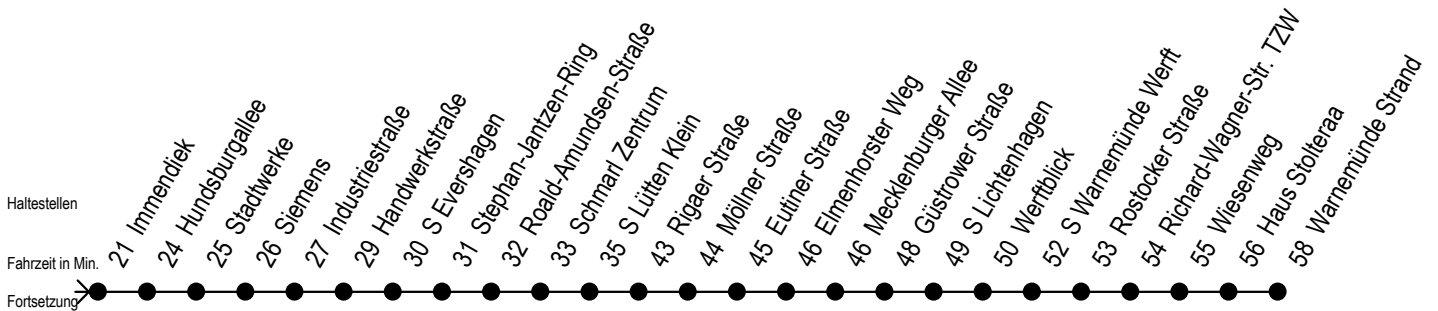 Haltestellen
Fahrzeit in Min.
Fortsetzung
21 Immendiek
24 Hundsburgallee
25 Stadtwerke
26 Siemens
27 Industriestraße
29 Handwerkstraße
30 S Evershagen
31 Stephan-Jantzen-Ring
32 Roald-Amundsen-Straße
33 Schmarl Zentrum
35 S Lütten Klein
43 Rigaer Straße
44 Möllner Straße
45 Eutiner Straße
46 Elmenhorster Weg
46 Mecklenburger Allee
48 Güstrower Straße
49 S Lichtenhagen
50 Werftblick
52 S Warnemünde Werft
53 Rostocker Straße
54 Richard-Wagner-Str. TZW
55 Wiesenweg
56 Haus Stolteraa
58 Warnemünde Strand